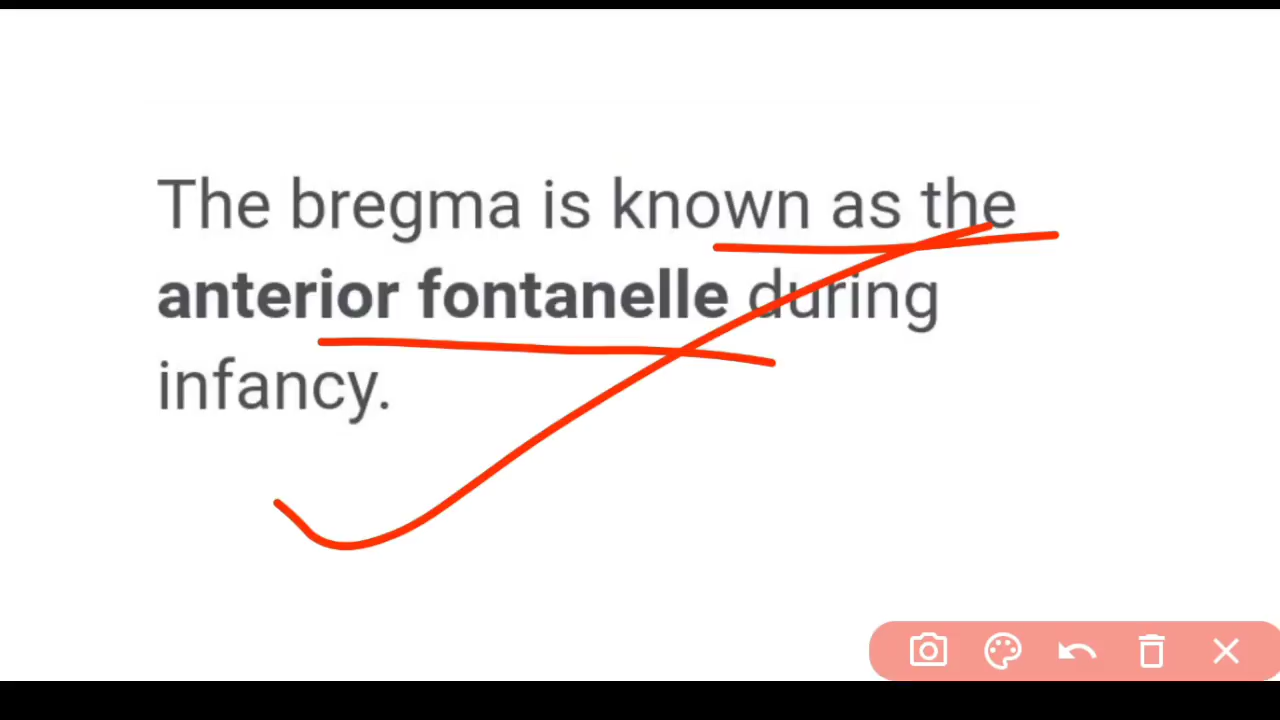 The bregma is known as the
anterior fontanelle during
infancy.